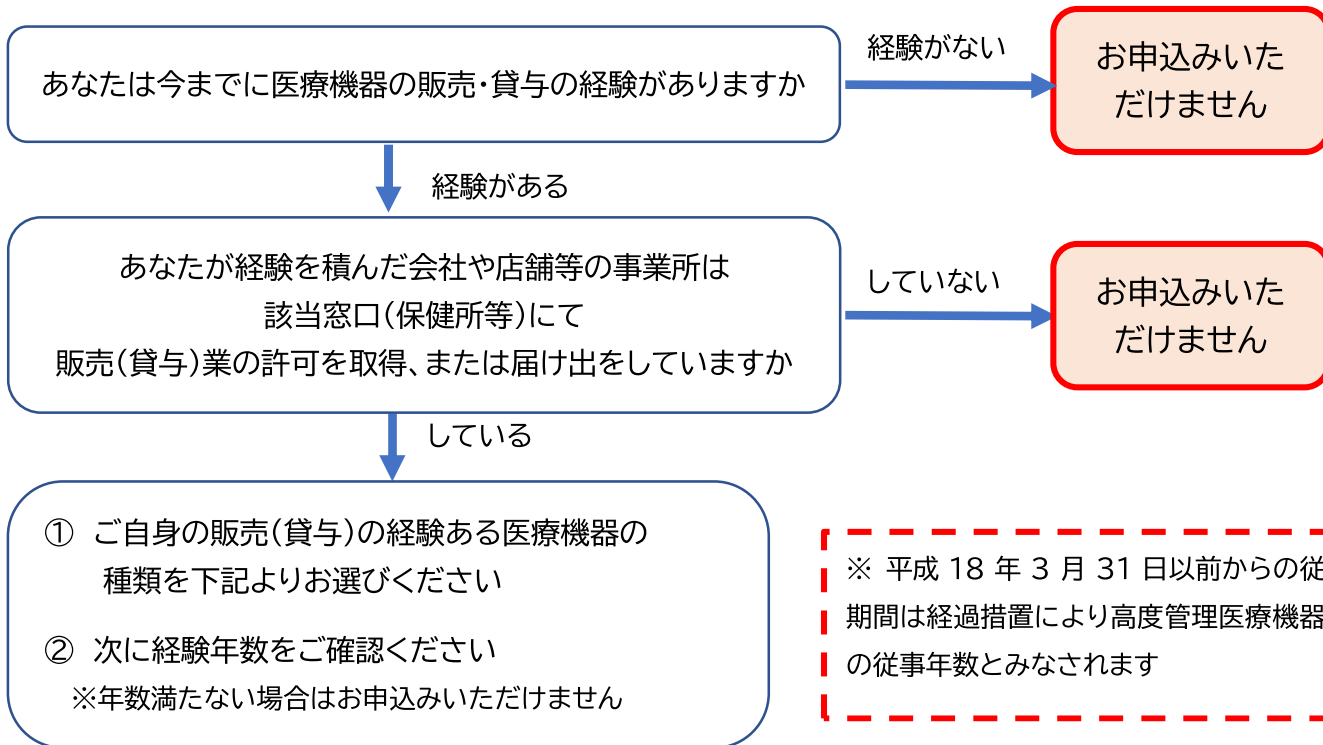 あなたは今までに医療機器の販売・貸与の経験がありますか
経験がない
お申込みいた
だけません
経験がある
あなたが経験を積んだ会社や店舗等の事業所は
該当窓口(保健所等)にて
販売(貸与)業の許可を取得、または届け出をしていますか
していない
お申込みいた
だけません
している
① ご自身の販売(貸与)の経験ある医療機器の
種類を下記よりお選びください
② 次に経験年数をご確認ください
※年数満たない場合はお申込みいただけません
※ 平成 18 年 3 月 31 日以前からの従
期間は経過措置により高度管理医療機器
の従事年数とみなされます